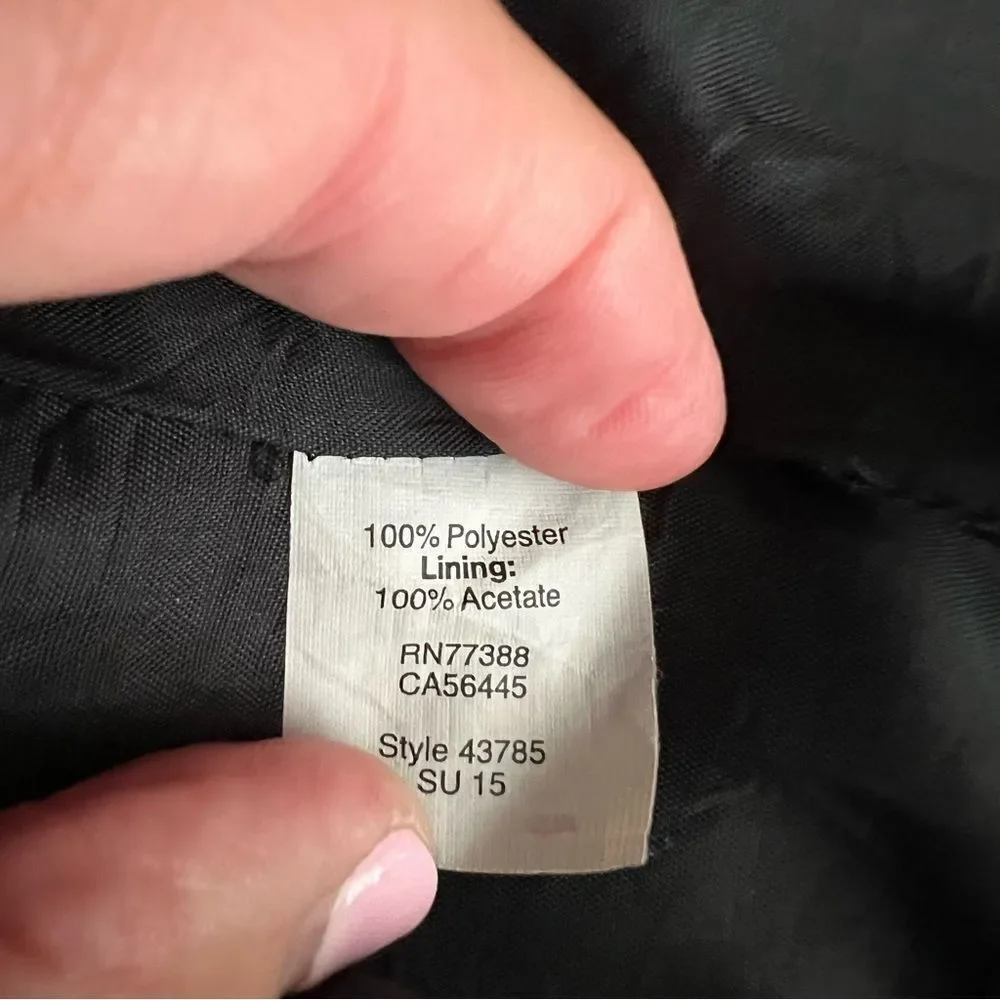 100% Polyester
Lining:
100% Acetate
RN77388
CA56445
Style 43785
SU 15